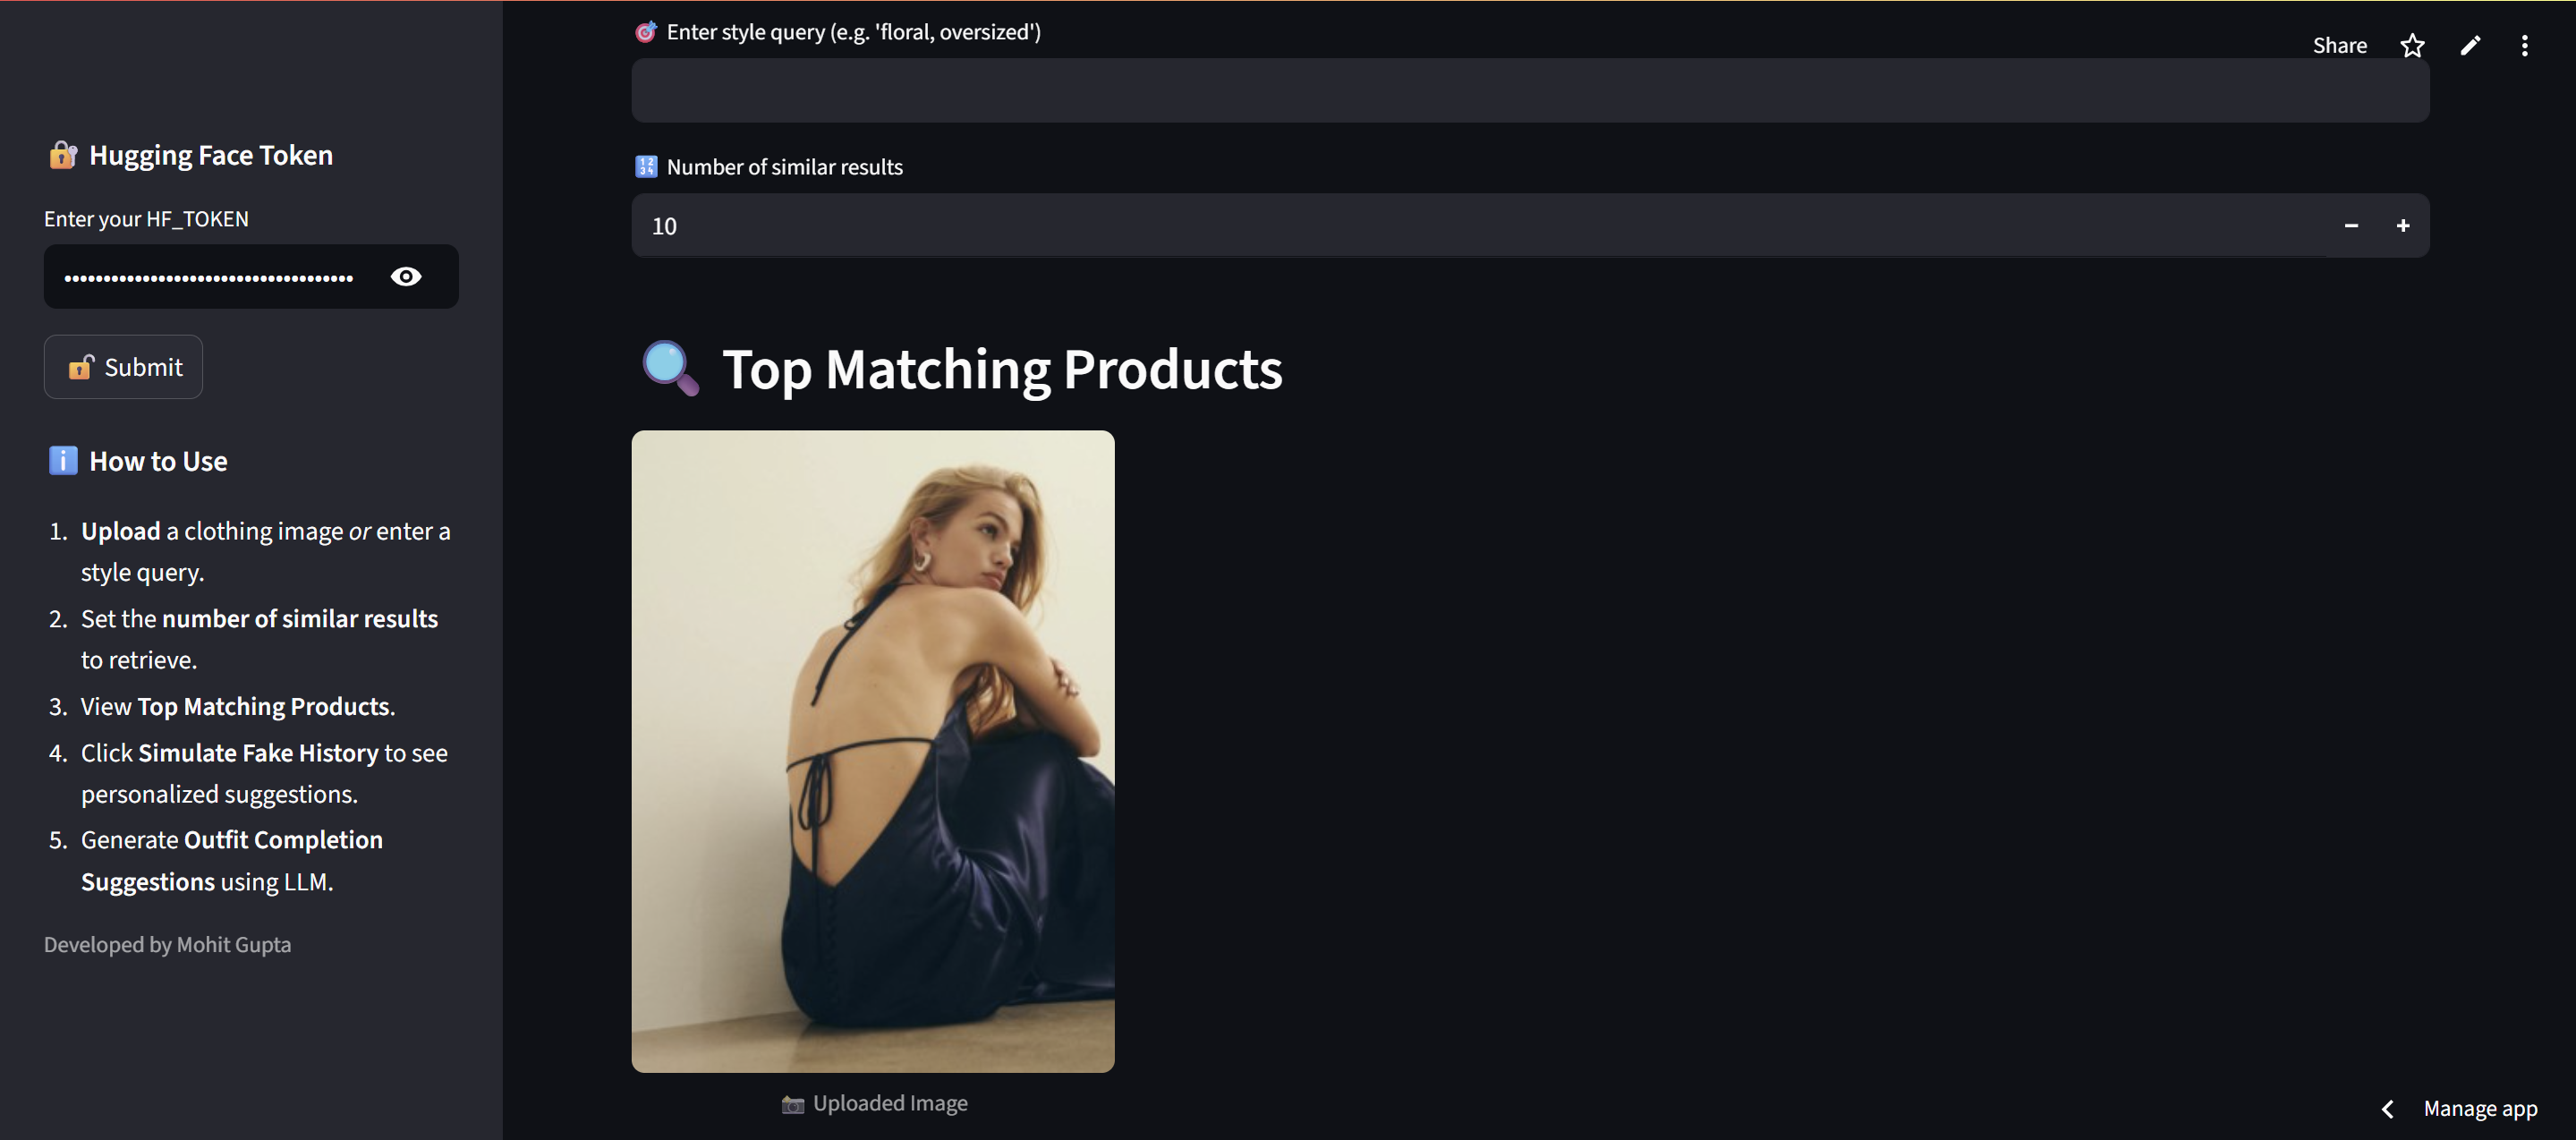 Hugging Face Token
Enter your HF_TOKEN
••••••••••••••••••••••••••••••••••••
Submit
How to Use
1. Upload a clothing image or enter a
style query.
2. Set the number of similar results
to retrieve.
3. View Top Matching Products.
4. Click Simulate Fake History to see
personalized suggestions.
5. Generate Outfit Completion
Suggestions using LLM.
Developed by Mohit Gupta
Share
Enter style query (e.g. 'floral, oversized')
Number of similar results
10
Top Matching Products
Uploaded Image
Manage app